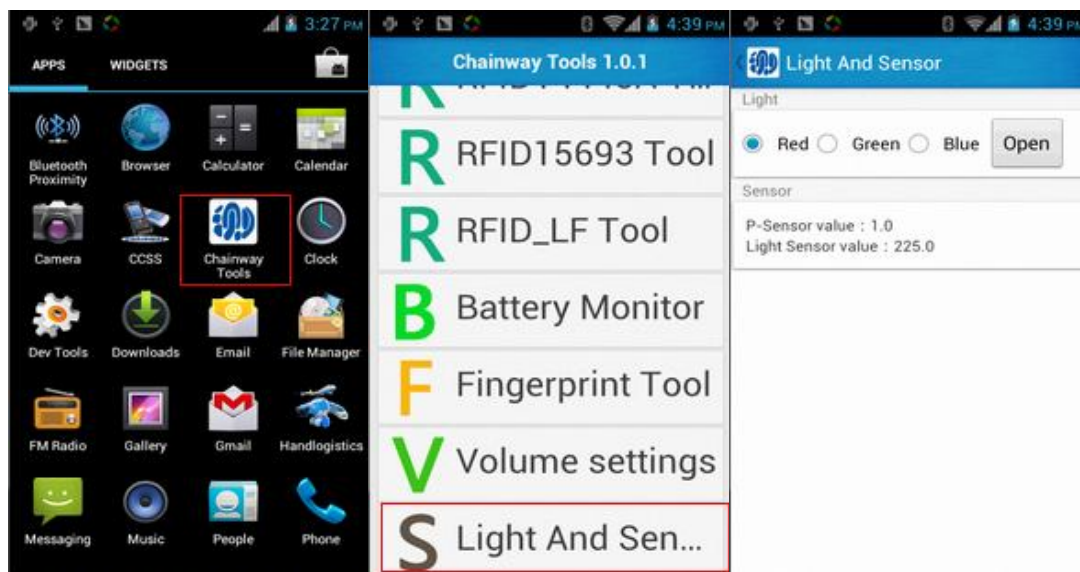 3:27 PM
APPS WIDGETS
Bluetooth Proximity
Browser
Calculator
Calendar
Camera
CCSS
Chainway Tools
Clock
Dev Tools
Downloads
Email
File Manager
FM Radio
Gallery
Gmail
Handlogistics
Messaging
Music
People
Phone
4:39 PM
Chainway Tools 1.0.1
R
R RFID15693 Tool
R RFID_LF Tool
B Battery Monitor
F Fingerprint Tool
V Volume settings
S Light And Sen...
4:39 PM
Light And Sensor
Light
Red Green Blue Open
Sensor
P-Sensor value : 1.0
Light Sensor value : 225.0